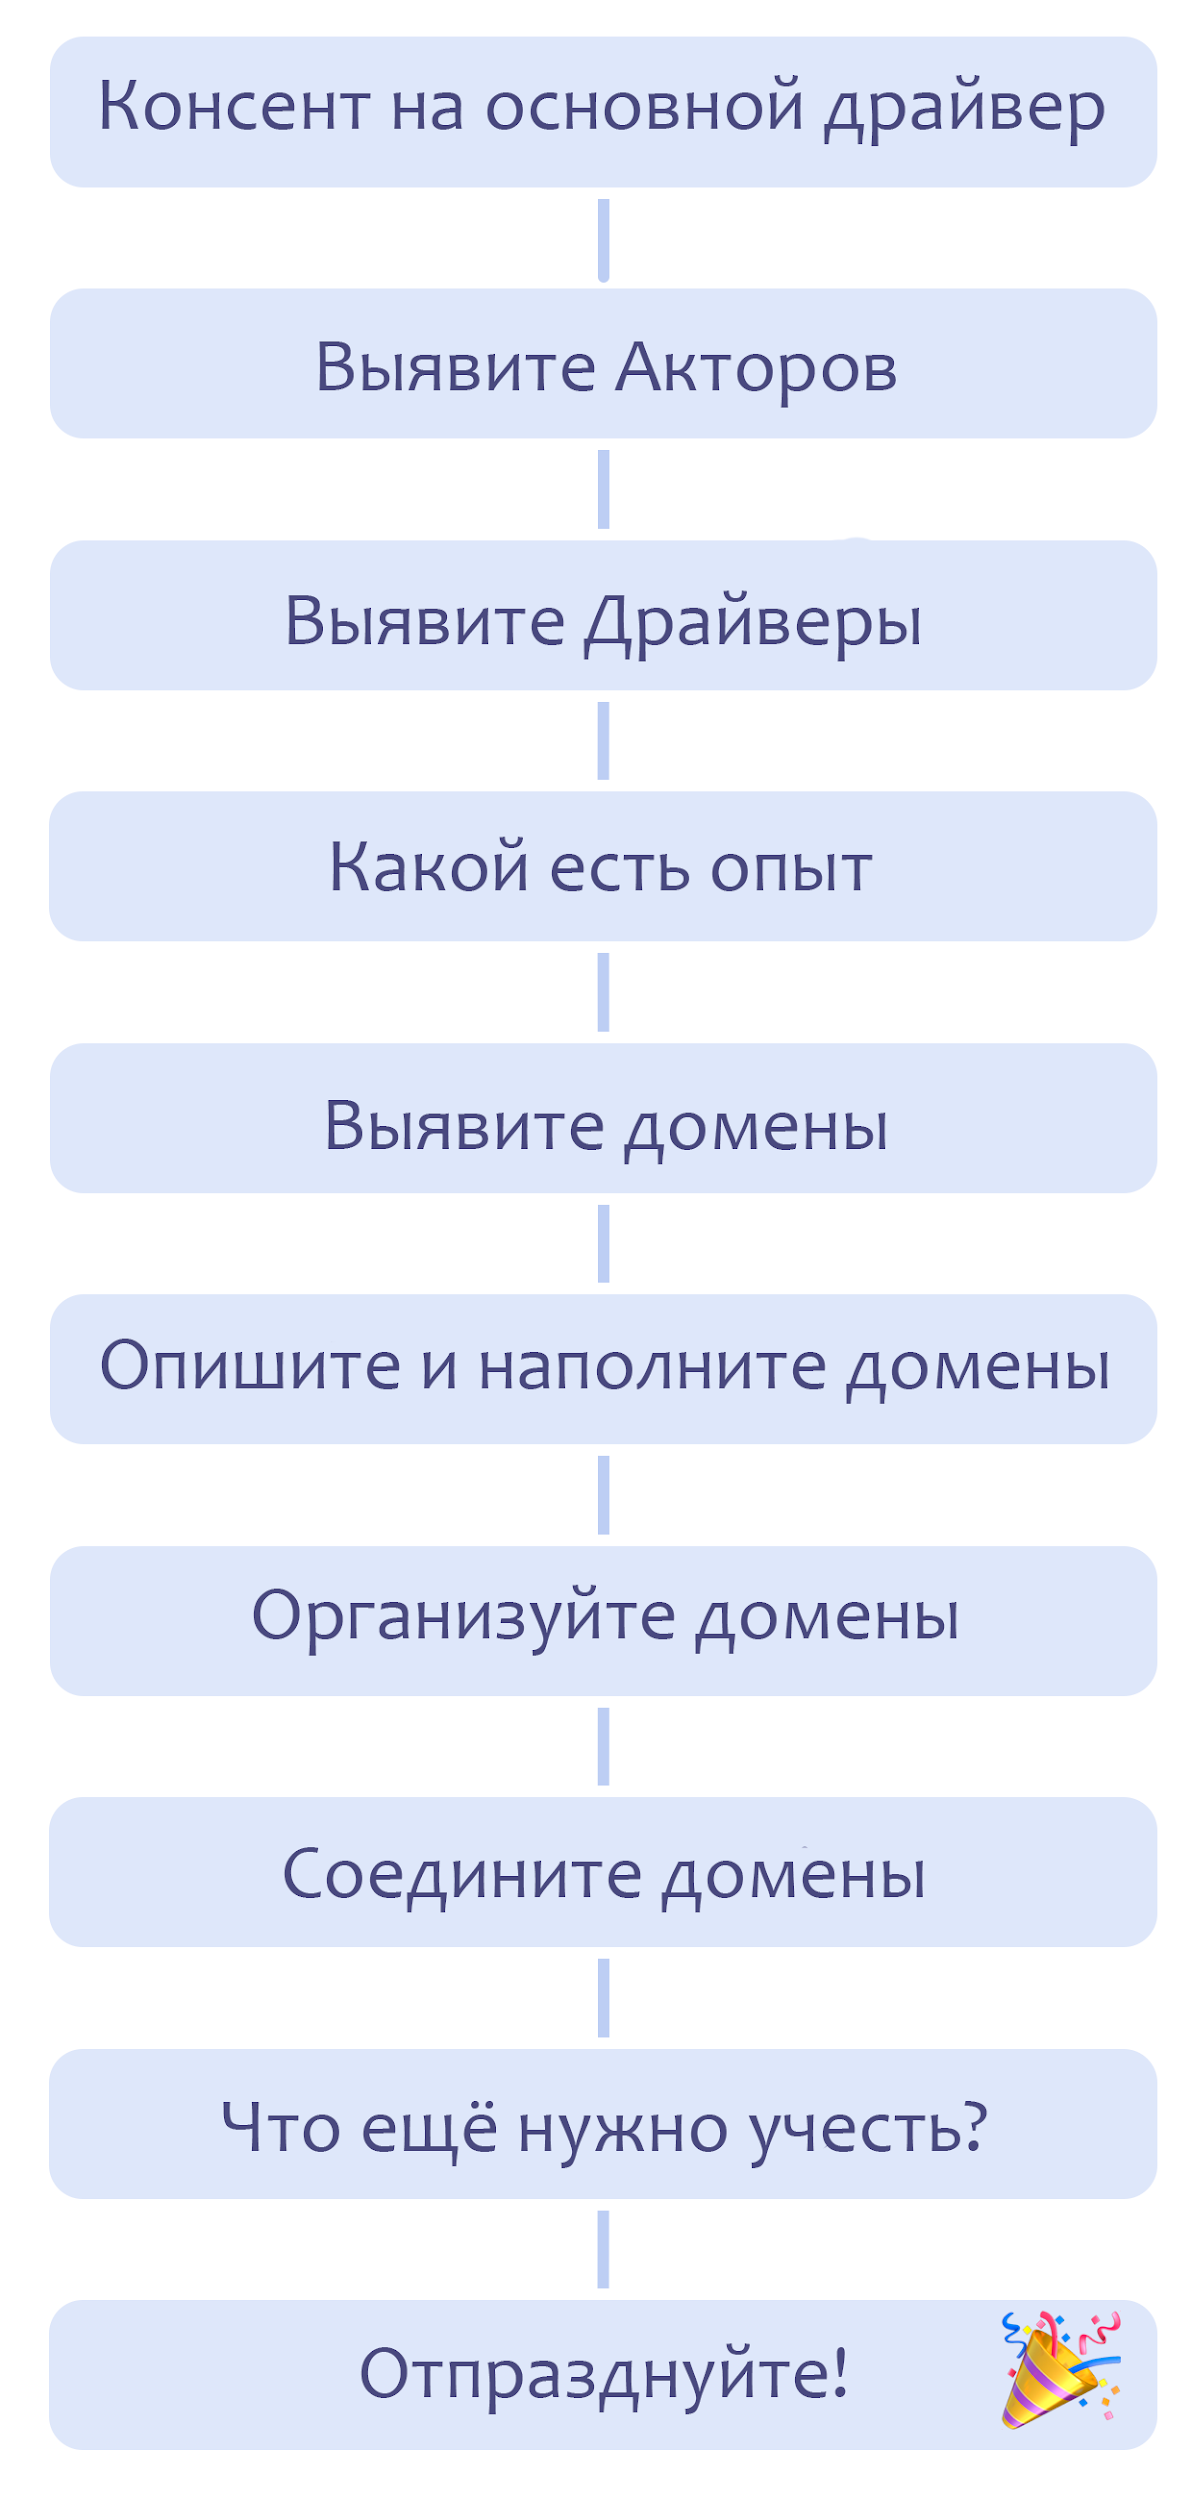 Консент на основной драйвер
Выявите Акторов
Выявите Драйверы
Какой есть опыт
Выявите домены
Опишите и наполните домены
Организуйте домены
Соедините домены
Что ещё нужно учесть?
Отпразднуйте!